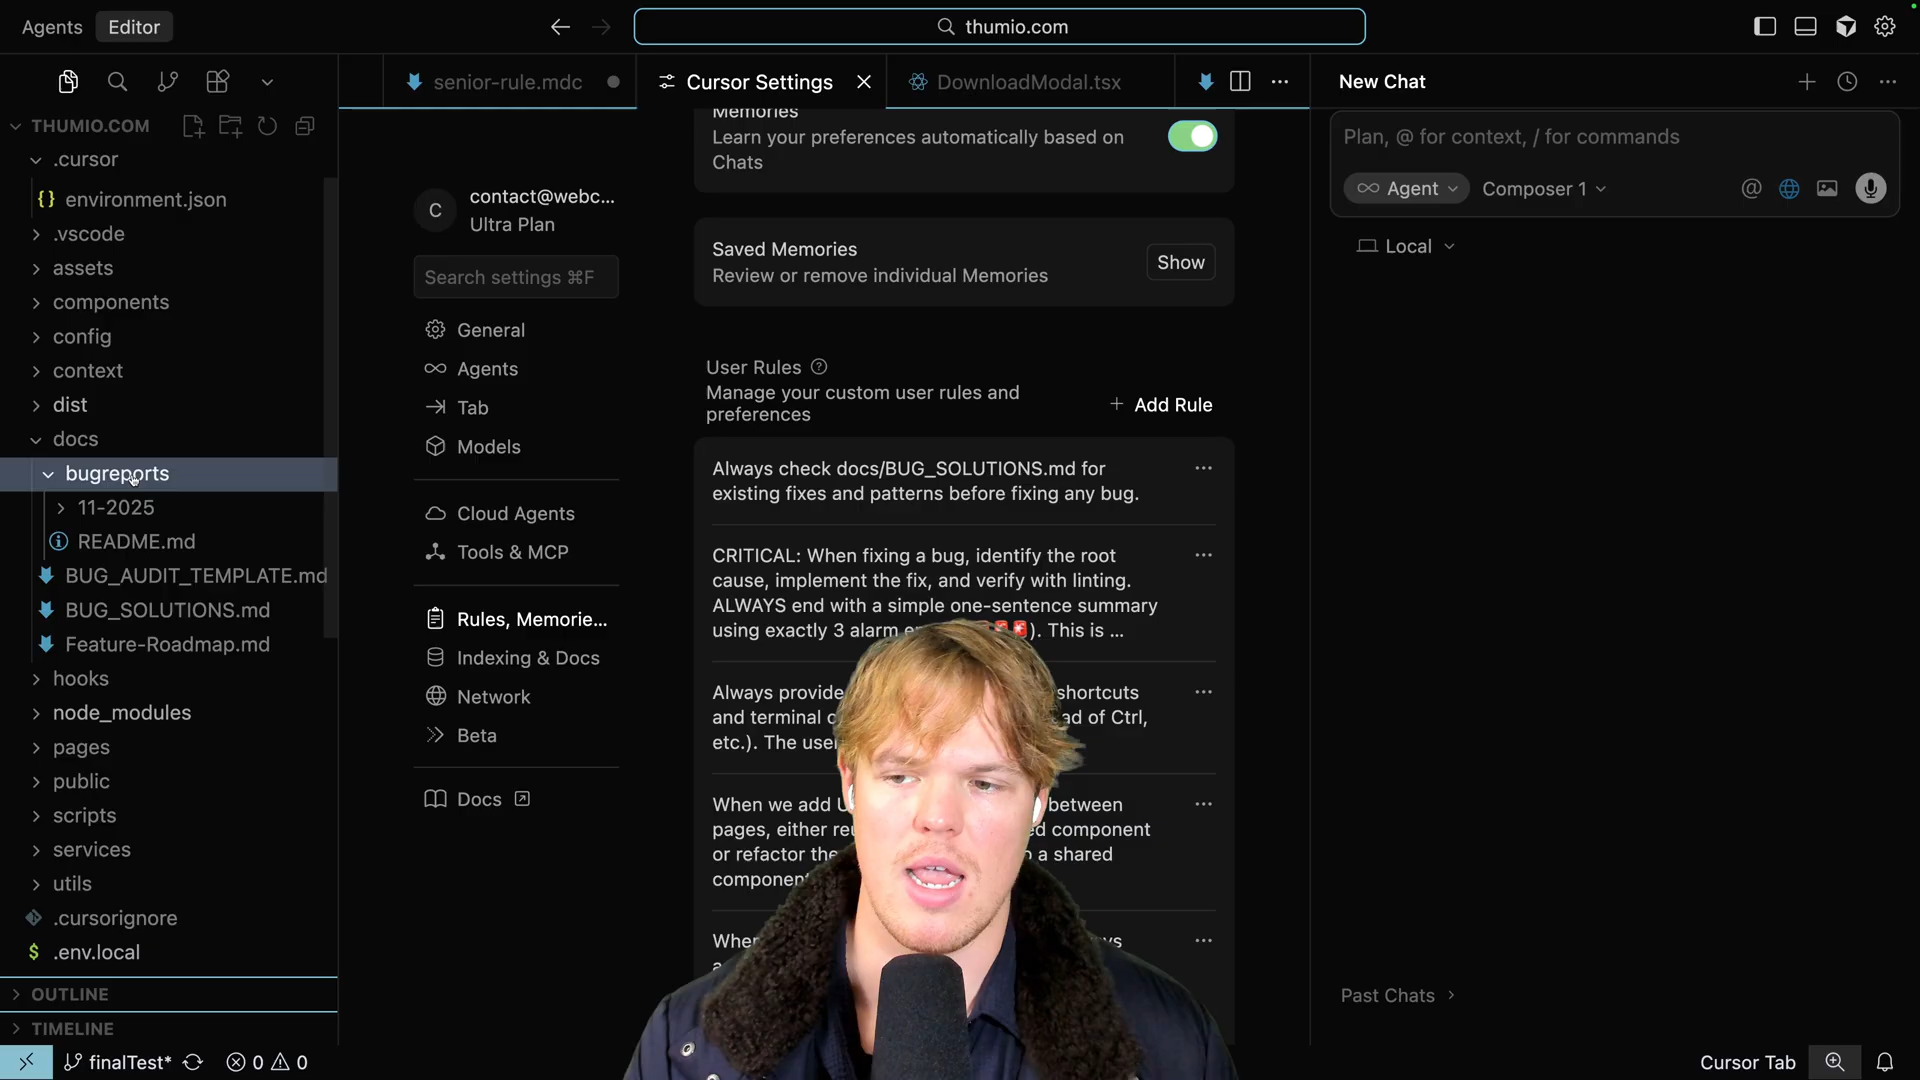 Agents Editor
thumio.com
senior-rule.mdc
Cursor Settings
DownloadModal.tsx
New Chat
THUMIO.COM
.cursor
environment.json
.vscode
assets
components
config
context
dist
docs
bugreports
11-2025
README.md
BUG_AUDIT_TEMPLATE.md
BUG_SOLUTIONS.md
Feature-Roadmap.md
hooks
node_modules
pages
public
scripts
services
utils
.cursorignore
.env.local
OUTLINE
TIMELINE
C
contact@webc...
Ultra Plan
Search settings ⌘F
General
Agents
Tab
Models
Cloud Agents
Tools & MCP
Rules, Memorie...
Indexing & Docs
Network
Beta
Docs
Memories
Learn your preferences automatically based on
Chats
Saved Memories
Review or remove individual Memories
Show
User Rules
Manage your custom user rules and
preferences
+ Add Rule
Always check docs/BUG_SOLUTIONS.md for
existing fixes and patterns before fixing any bug.
CRITICAL: When fixing a bug, identify the root
cause, implement the fix, and verify with linting.
ALWAYS end with a simple one-sentence summary
using exactly 3 alarm ). This is ...
Always provide shortcuts
and terminal of Ctrl,
etc.). The
When we add between
pages, either component
or refactor a shared
Plan, @ for context, / for commands
Agent
Composer 1
Local
Past Chats
finalTest*
0 0
Cursor Tab